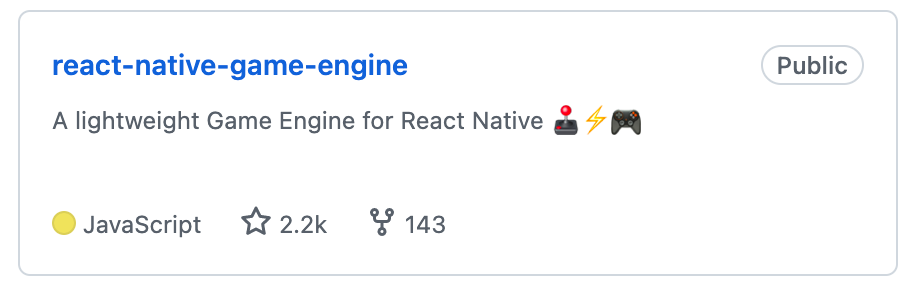 react-native-game-engine Public
A lightweight Game Engine for React Native 🕹️⚡🎮
JavaScript 2.2k 143